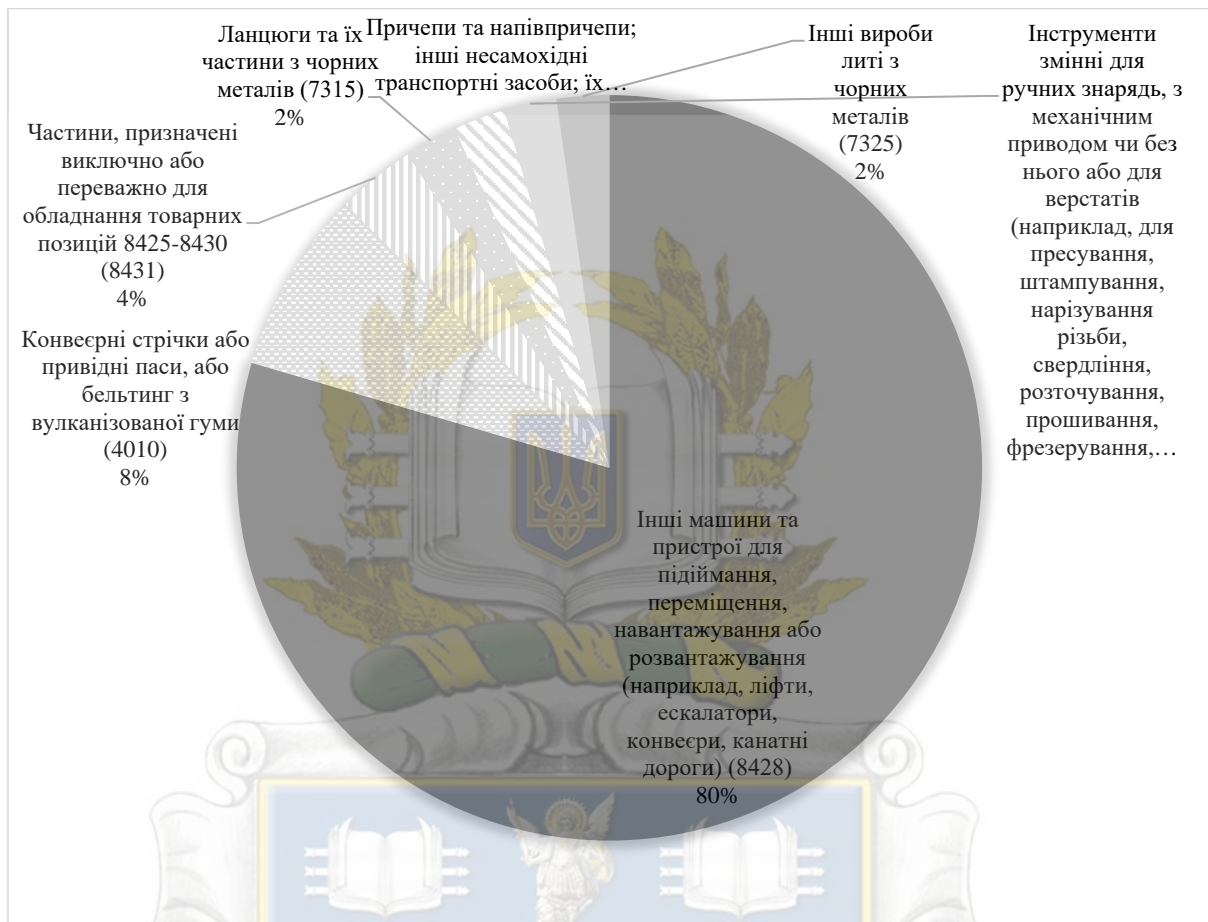 Ланцюги та їх
частини з чорних
металів (7315)
2%
Причепи та напівпричепи;
інші несамохідні
транспортні засоби; їх…
Інші вироби
литі з
чорних
металів
(7325)
2%
Інструменти
змінні для
ручних знарядь, з
механічним
приводом чи без
нього або для
верстатів
(наприклад, для
пресування,
штампування,
нарізування
різьби,
свердління,
розточування,
прошивання,
фрезерування,…
Частини, призначені
виключно або
переважно для
обладнання товарних
позицій 8425-8430
(8431)
4%
Конвеєрні стрічки або
привідні паси, або
бельтинг з
вулканізованої гуми
(4010)
8%
Інші машини та
пристрої для
підіймання,
переміщення,
навантажування або
розвантажування
(наприклад, ліфти,
ескалатори,
конвеєри, канатні
дороги) (8428)
80%